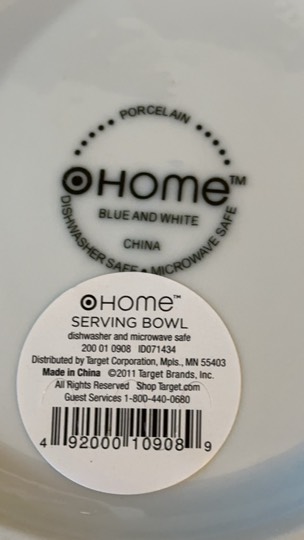 PORCELAIN
HOME™
BLUE AND WHITE
CHINA
DISHWASHER SAFE • MICROWAVE SAFE
HOME™
SERVING BOWL
dishwasher and microwave safe
200 01 0908 ID071434
Distributed by Target Corporation, Mpls., MN 55403
Made in China ©2011 Target Brands, Inc.
All Rights Reserved Shop Target.com
Guest Services 1-800-440-0680
4 92000 10908 9